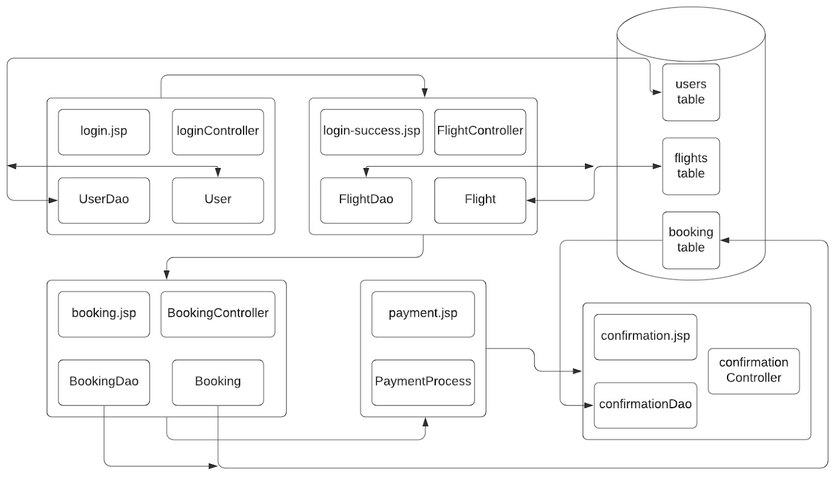 users
table
login.jsp
loginController
login-success.jsp
FlightController
flights
table
UserDao
User
FlightDao
Flight
booking
table
booking.jsp
BookingController
payment.jsp
confirmation.jsp
confirmation
Controller
BookingDao
Booking
PaymentProcess
confirmationDao